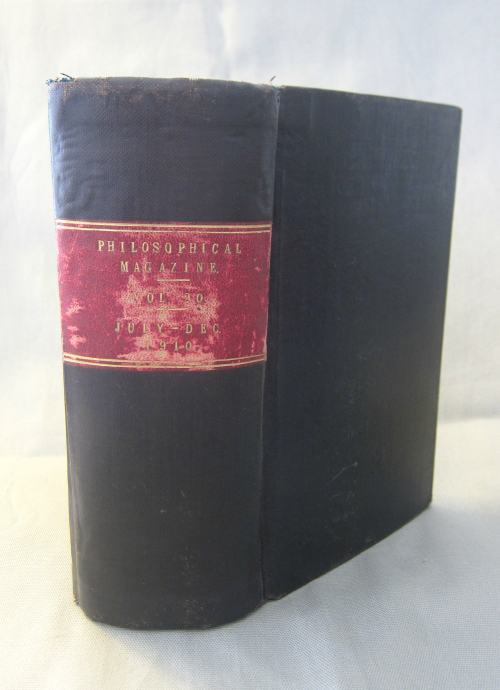 PHILOSOPHICAL
MAGAZINE.
VOL. 20.
JULY-DEC.
1910